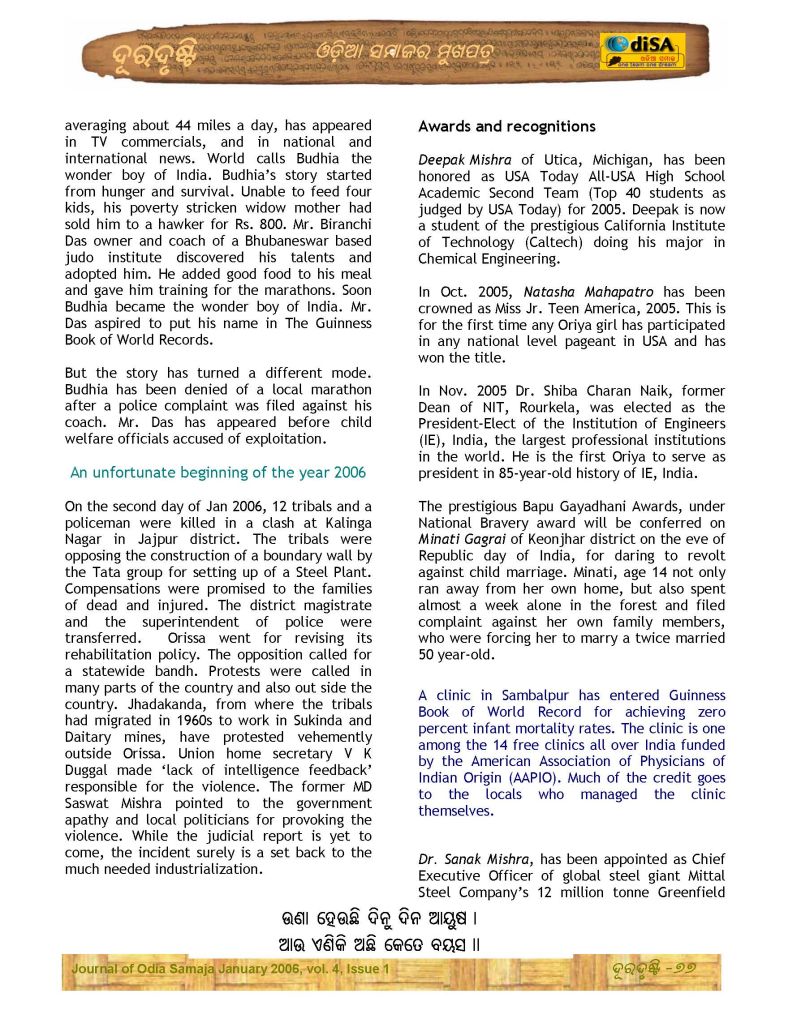 ଦୂରଦୃଷ୍ଟି
ଓଡ଼ିଆ ସମାଜର ମୁଖପତ୍ର
diSA
ଓଡ଼ିଆ ସମାଜ
one team one dream
averaging about 44 miles a day, has appeared
in TV commercials, and in national and
international news. World calls Budhia the
wonder boy of India. Budhia's story started
from hunger and survival. Unable to feed four
kids, his poverty stricken widow mother had
sold him to a hawker for Rs. 800. Mr. Biranchi
Das owner and coach of a Bhubaneswar based
judo institute discovered his talents and
adopted him. He added good food to his meal
and gave him training for the marathons. Soon
Budhia became the wonder boy of India. Mr.
Das aspired to put his name in The Guinness
Book of World Records.
But the story has turned a different mode.
Budhia has been denied of a local marathon
after a police complaint was filed against his
coach. Mr. Das has appeared before child
welfare officials accused of exploitation.
An unfortunate beginning of the year 2006
On the second day of Jan 2006, 12 tribals and a
policeman were killed in a clash at Kalinga
Nagar in Jajpur district. The tribals were
opposing the construction of a boundary wall by
the Tata group for setting up of a Steel Plant.
Compensations were promised to the families
of dead and injured. The district magistrate
and the superintendent of police were
transferred. Orissa went for revising its
rehabilitation policy. The opposition called for
a statewide bandh. Protests were called in
many parts of the country and also out side the
country. Jhadakanda, from where the tribals
had migrated in 1960s to work in Sukinda and
Daitary mines, have protested vehemently
outside Orissa. Union home secretary V K
Duggal made 'lack of intelligence feedback'
responsible for the violence. The former MD
Saswat Mishra pointed to the government
apathy and local politicians for provoking the
violence. While the judicial report is yet to
come, the incident surely is a set back to the
much needed industrialization.
Awards and recognitions
Deepak Mishra of Utica, Michigan, has been
honored as USA Today All-USA High School
Academic Second Team (Top 40 students as
judged by USA Today) for 2005. Deepak is now
a student of the prestigious California Institute
of Technology (Caltech) doing his major in
Chemical Engineering.
In Oct. 2005, Natasha Mahapatro has been
crowned as Miss Jr. Teen America, 2005. This is
for the first time any Oriya girl has participated
in any national level pageant in USA and has
won the title.
In Nov. 2005 Dr. Shiba Charan Naik, former
Dean of NIT, Rourkela, was elected as the
President-Elect of the Institution of Engineers
(IE), India, the largest professional institutions
in the world. He is the first Oriya to serve as
president in 85-year-old history of IE, India.
The prestigious Bapu Gayadhani Awards, under
National Bravery award will be conferred on
Minati Gagrai of Keonjhar district on the eve of
Republic day of India, for daring to revolt
against child marriage. Minati, age 14 not only
ran away from her own home, but also spent
almost a week alone in the forest and filed
complaint against her own family members,
who were forcing her to marry a twice married
50 year-old.
A clinic in Sambalpur has entered Guinness
Book of World Record for achieving zero
percent infant mortality rates. The clinic is one
among the 14 free clinics all over India funded
by the American Association of Physicians of
Indian Origin (AAPIO). Much of the credit goes
to the locals who managed the clinic
themselves.
Dr. Sanak Mishra, has been appointed as Chief
Executive Officer of global steel giant Mittal
Steel Company's 12 million tonne Greenfield
ଊଣା ହେଉଛି ଦିନୁ ଦିନ ଆୟୁଷ ।
ଆଉ ଏଣିକି ଅଛି କେତେ ବୟସ ॥
Journal of Odia Samaja January 2006, vol. 4, Issue 1
ଦୂରଦୃଷ୍ଟି -୭୭